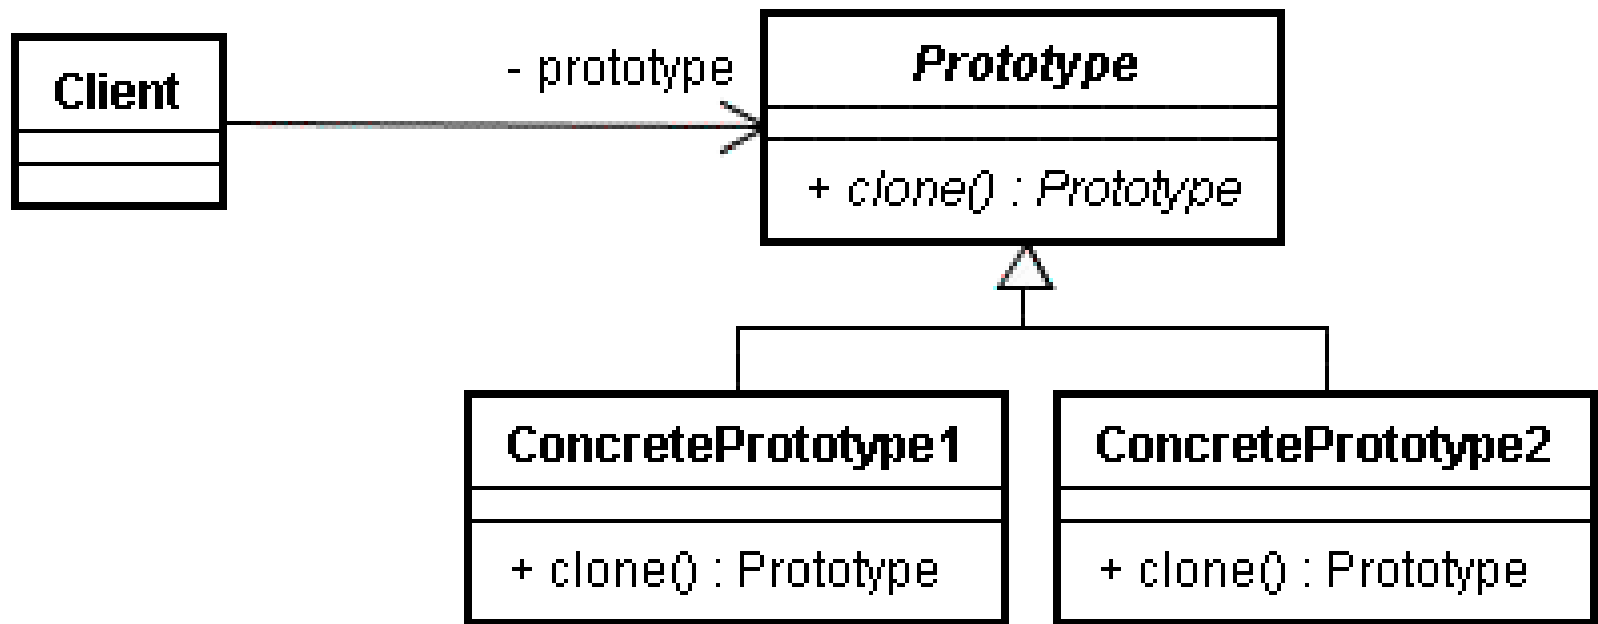 Client
- prototype
Prototype
+ clone() : Prototype
ConcretePrototype1
+ clone() : Prototype
ConcretePrototype2
+ clone() : Prototype